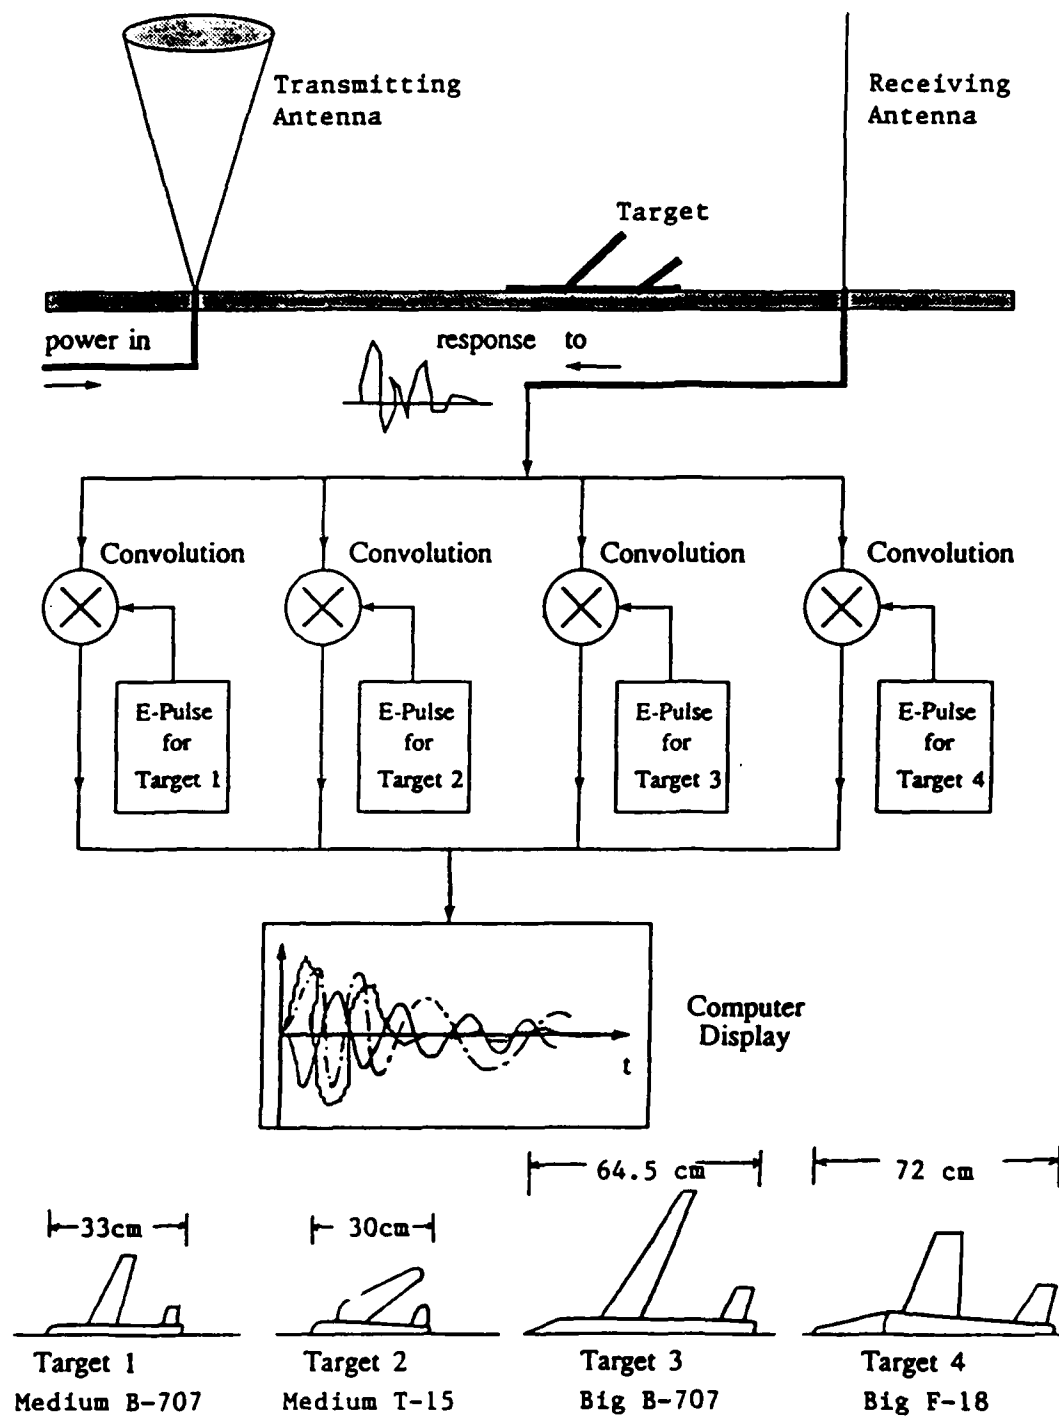 Transmitting
Antenna
Receiving
Antenna
Target
power in
response to
Convolution
Convolution
Convolution
Convolution
E-Pulse
for
Target 1
E-Pulse
for
Target 2
E-Pulse
for
Target 3
E-Pulse
for
Target 4
Computer
Display
t
33cm
30cm
64.5 cm
72 cm
Target 1
Medium B-707
Target 2
Medium T-15
Target 3
Big B-707
Target 4
Big F-18